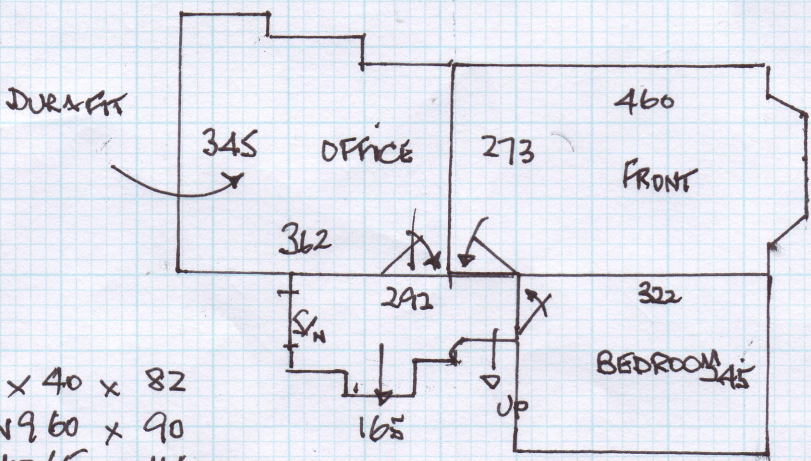 DURAFIT
345
OFFICE
460
273
FRONT
362
292
322
S/N
BEDROOM 345
UP
165
x 40 x 82
960 x 90